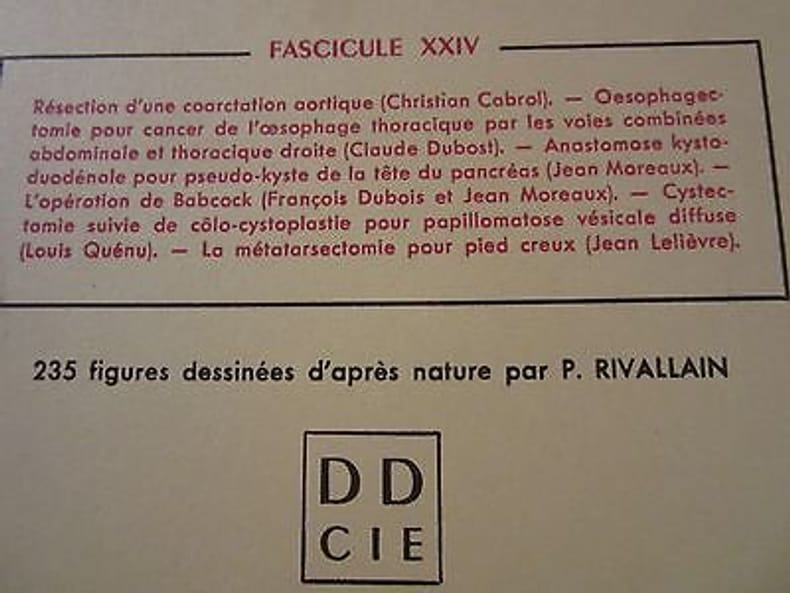 FASCICULE XXIV
Résection d'une coarctation aortique (Christian Cabrol). — Oesophagec-
tomie pour cancer de l'œsophage thoracique par les voies combinées
abdominale et thoracique droite (Claude Dubost). — Anastomose kysto-
duodénale pour pseudo-kyste de la tête du pancréas (Jean Moreaux). —
L'opération de Babcock (François Dubois et Jean Moreaux). — Cystec-
tomie suivie de côlo-cystoplastie pour papillomatose vésicale diffuse
(Louis Quénu). — La métatarsectomie pour pied creux (Jean Lelièvre).
235 figures dessinées d'après nature par P. RIVALLAIN
D D
C I E